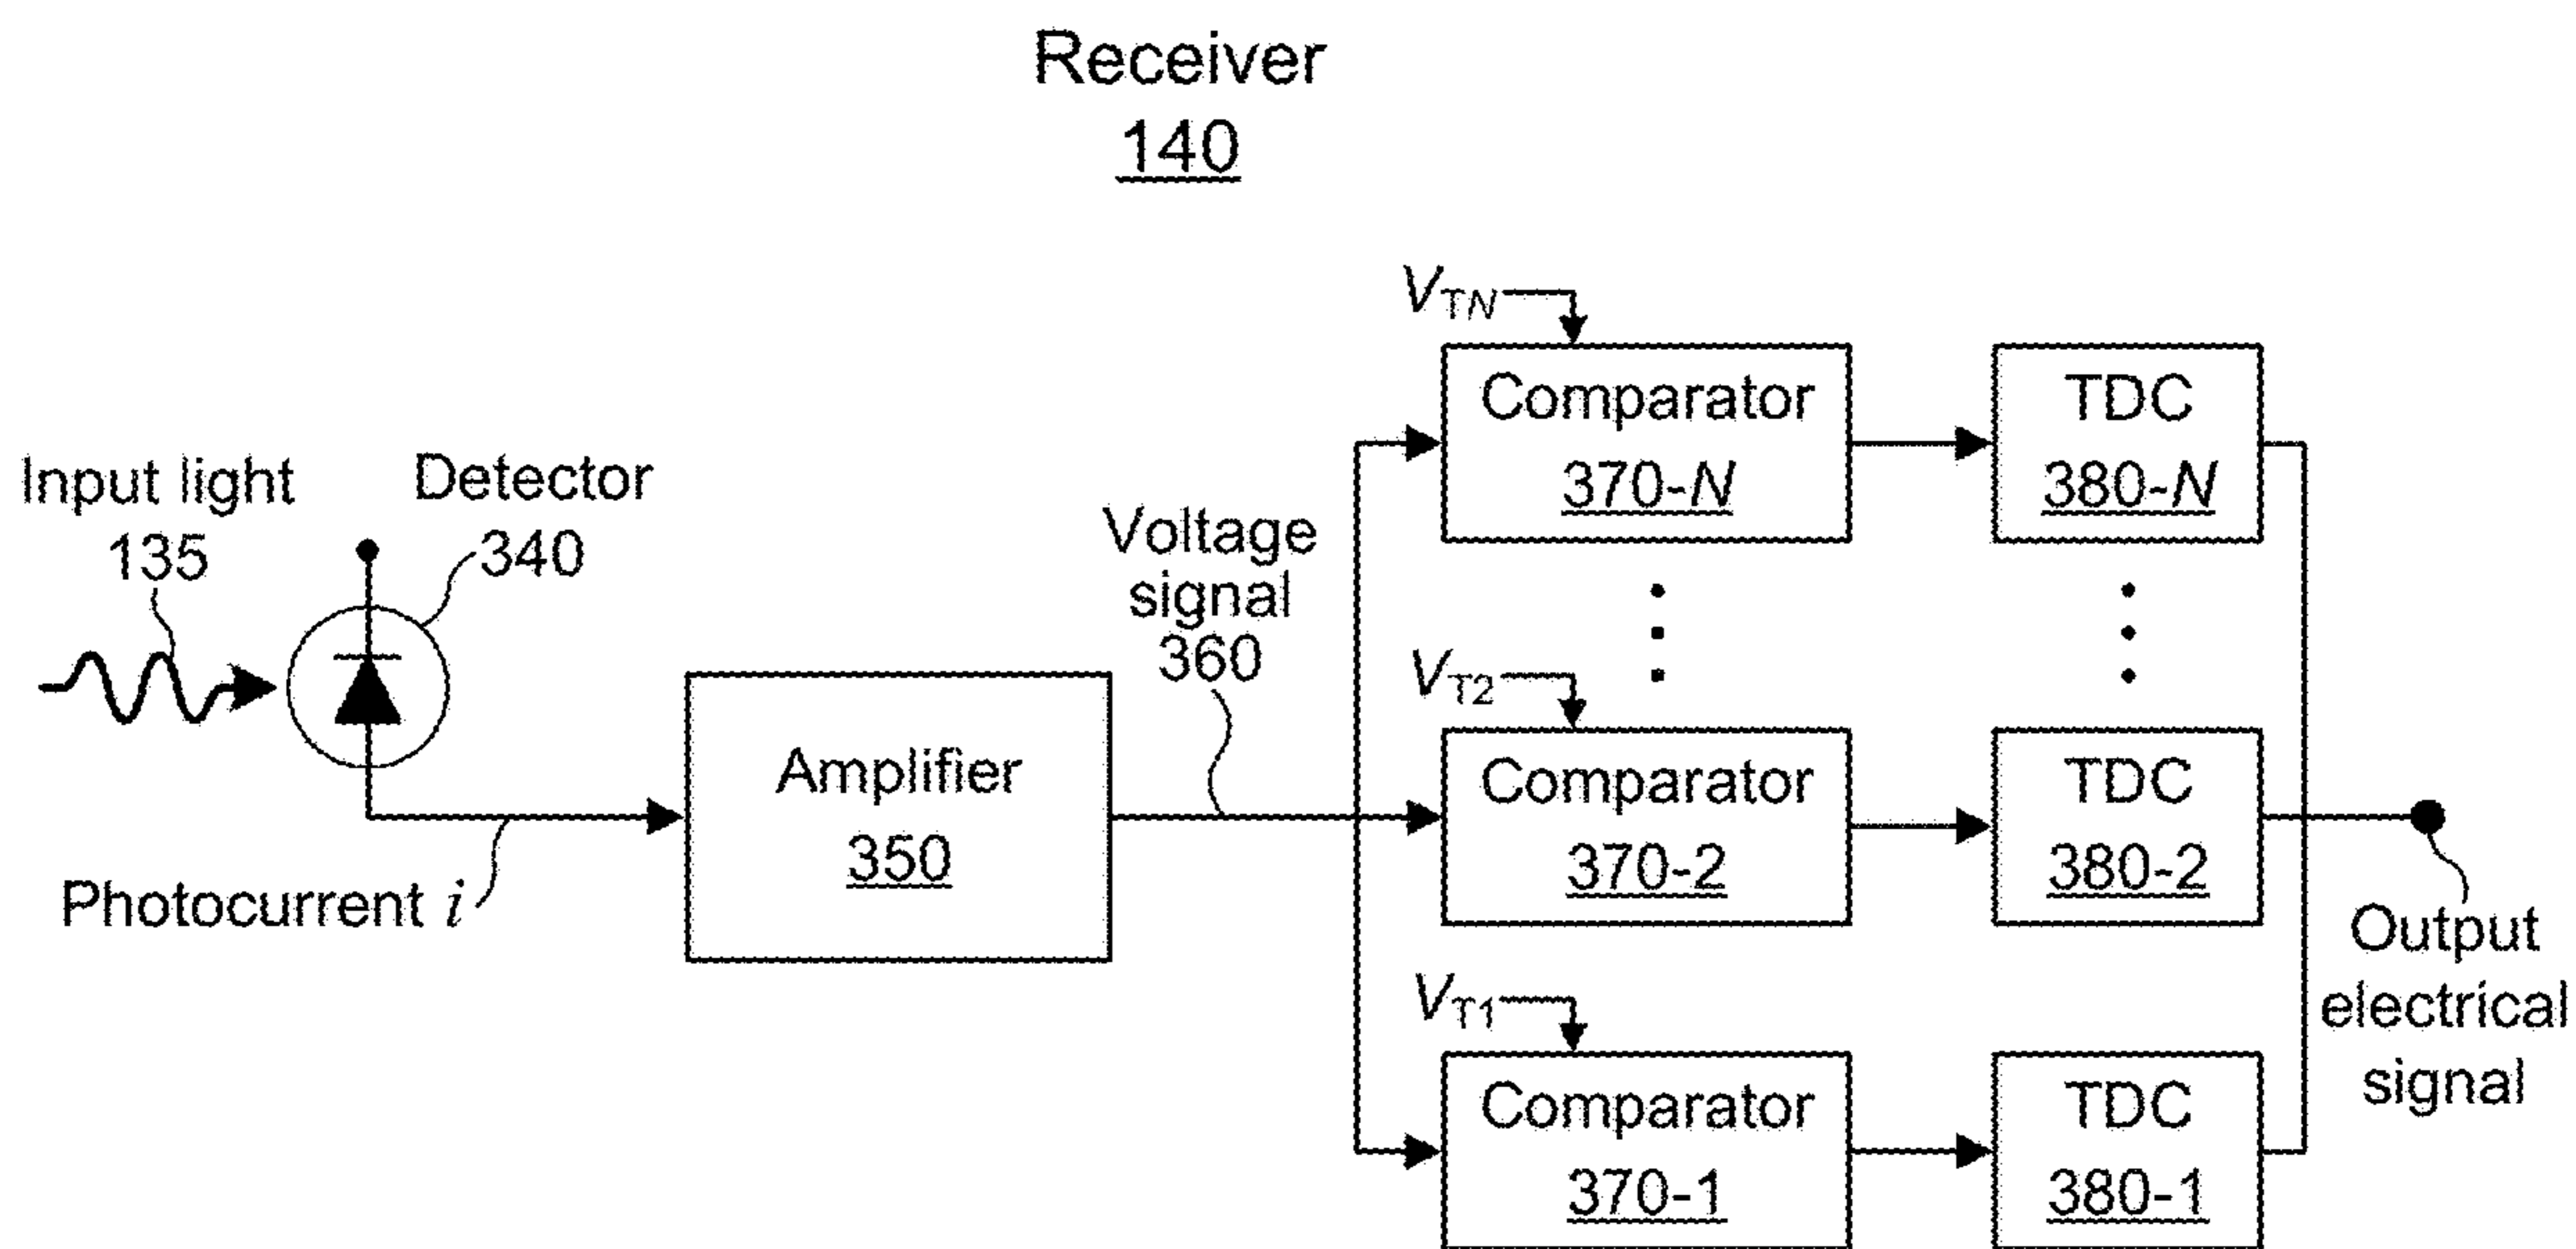 Receiver
140
Input light
135
Detector
340
Photocurrent i
Amplifier
350
Voltage
signal
360
VTN
Comparator
370-N
TDC
380-N
VT2
Comparator
370-2
TDC
380-2
VT1
Comparator
370-1
TDC
380-1
Output
electrical
signal